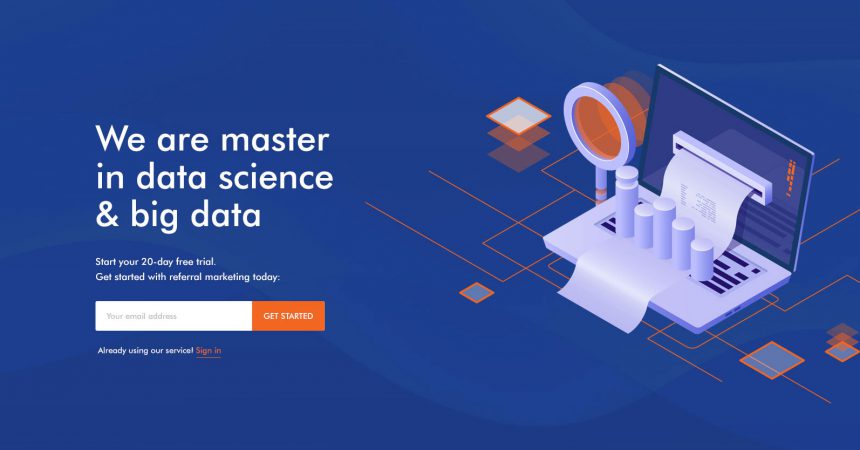 We are master
in data science
& big data
Start your 20-day free trial.
Get started with referral marketing today:
Your email address
GET STARTED
Already using our service! Sign in